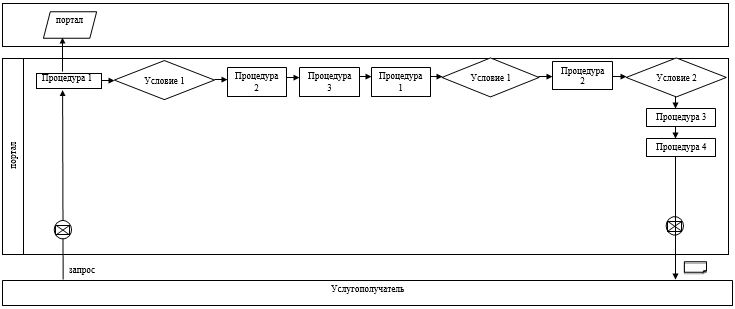 портал
портал
Процедура 1
Условие 1
Процедура
2
Процедура
3
Процедура
1
Условие 1
Процедура
2
Условие 2
Процедура 3
Процедура 4
запрос
Услугополучатель